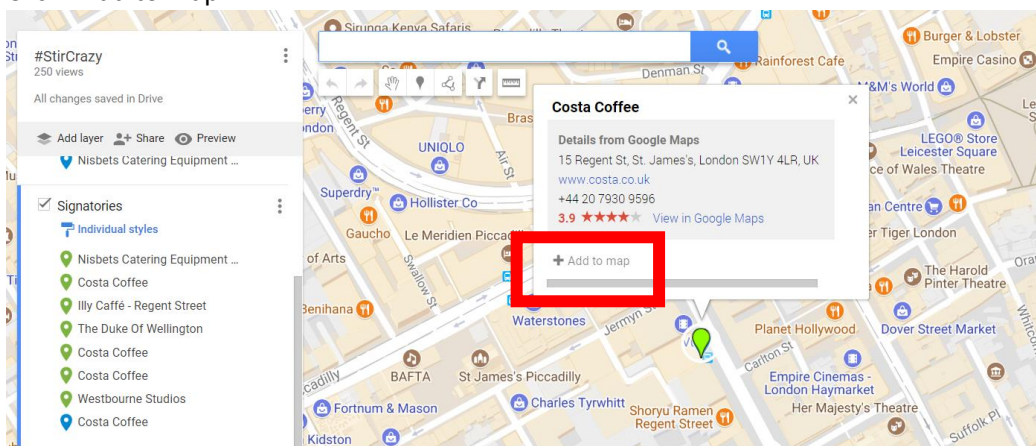 #StirCrazy
250 views
All changes saved in Drive
Add layer Share Preview
Nisbets Catering Equipment ...
Signatories
Individual styles
Nisbets Catering Equipment ...
Costa Coffee
Illy Caffé - Regent Street
The Duke Of Wellington
Costa Coffee
Costa Coffee
Westbourne Studios
Costa Coffee
Costa Coffee
Details from Google Maps
15 Regent St, St. James's, London SW1Y 4LR, UK
www.costa.co.uk
+44 20 7930 9596
3.9 View in Google Maps
Add to map
Sirunga Kenya Safaris
Denman St
Rainforest Cafe
Burger & Lobster
Empire Casino
M&M's World
LEGO® Store
Leicester Square
ce of Wales Theatre
Regent St
UNIQLO
Air St
Bras
Superdry™
Hollister Co
Gaucho
Le Meridien Piccadil
of Arts
Swallow St
Benihana
Waterstones
Jermyn S
BAFTA
St James's Piccadilly
cadilly
Fortnum & Mason
Charles Tyrwhitt
Shoryu Ramen
Regent Street
Kidston
an Centre
er Tiger London
The Harold
Pinter Theatre
Oran
Whitco
Planet Hollywood
Dover Street Market
Carlton St
Empire Cinemas -
London Haymarket
Her Majesty's Theatre
Suffolk Pl